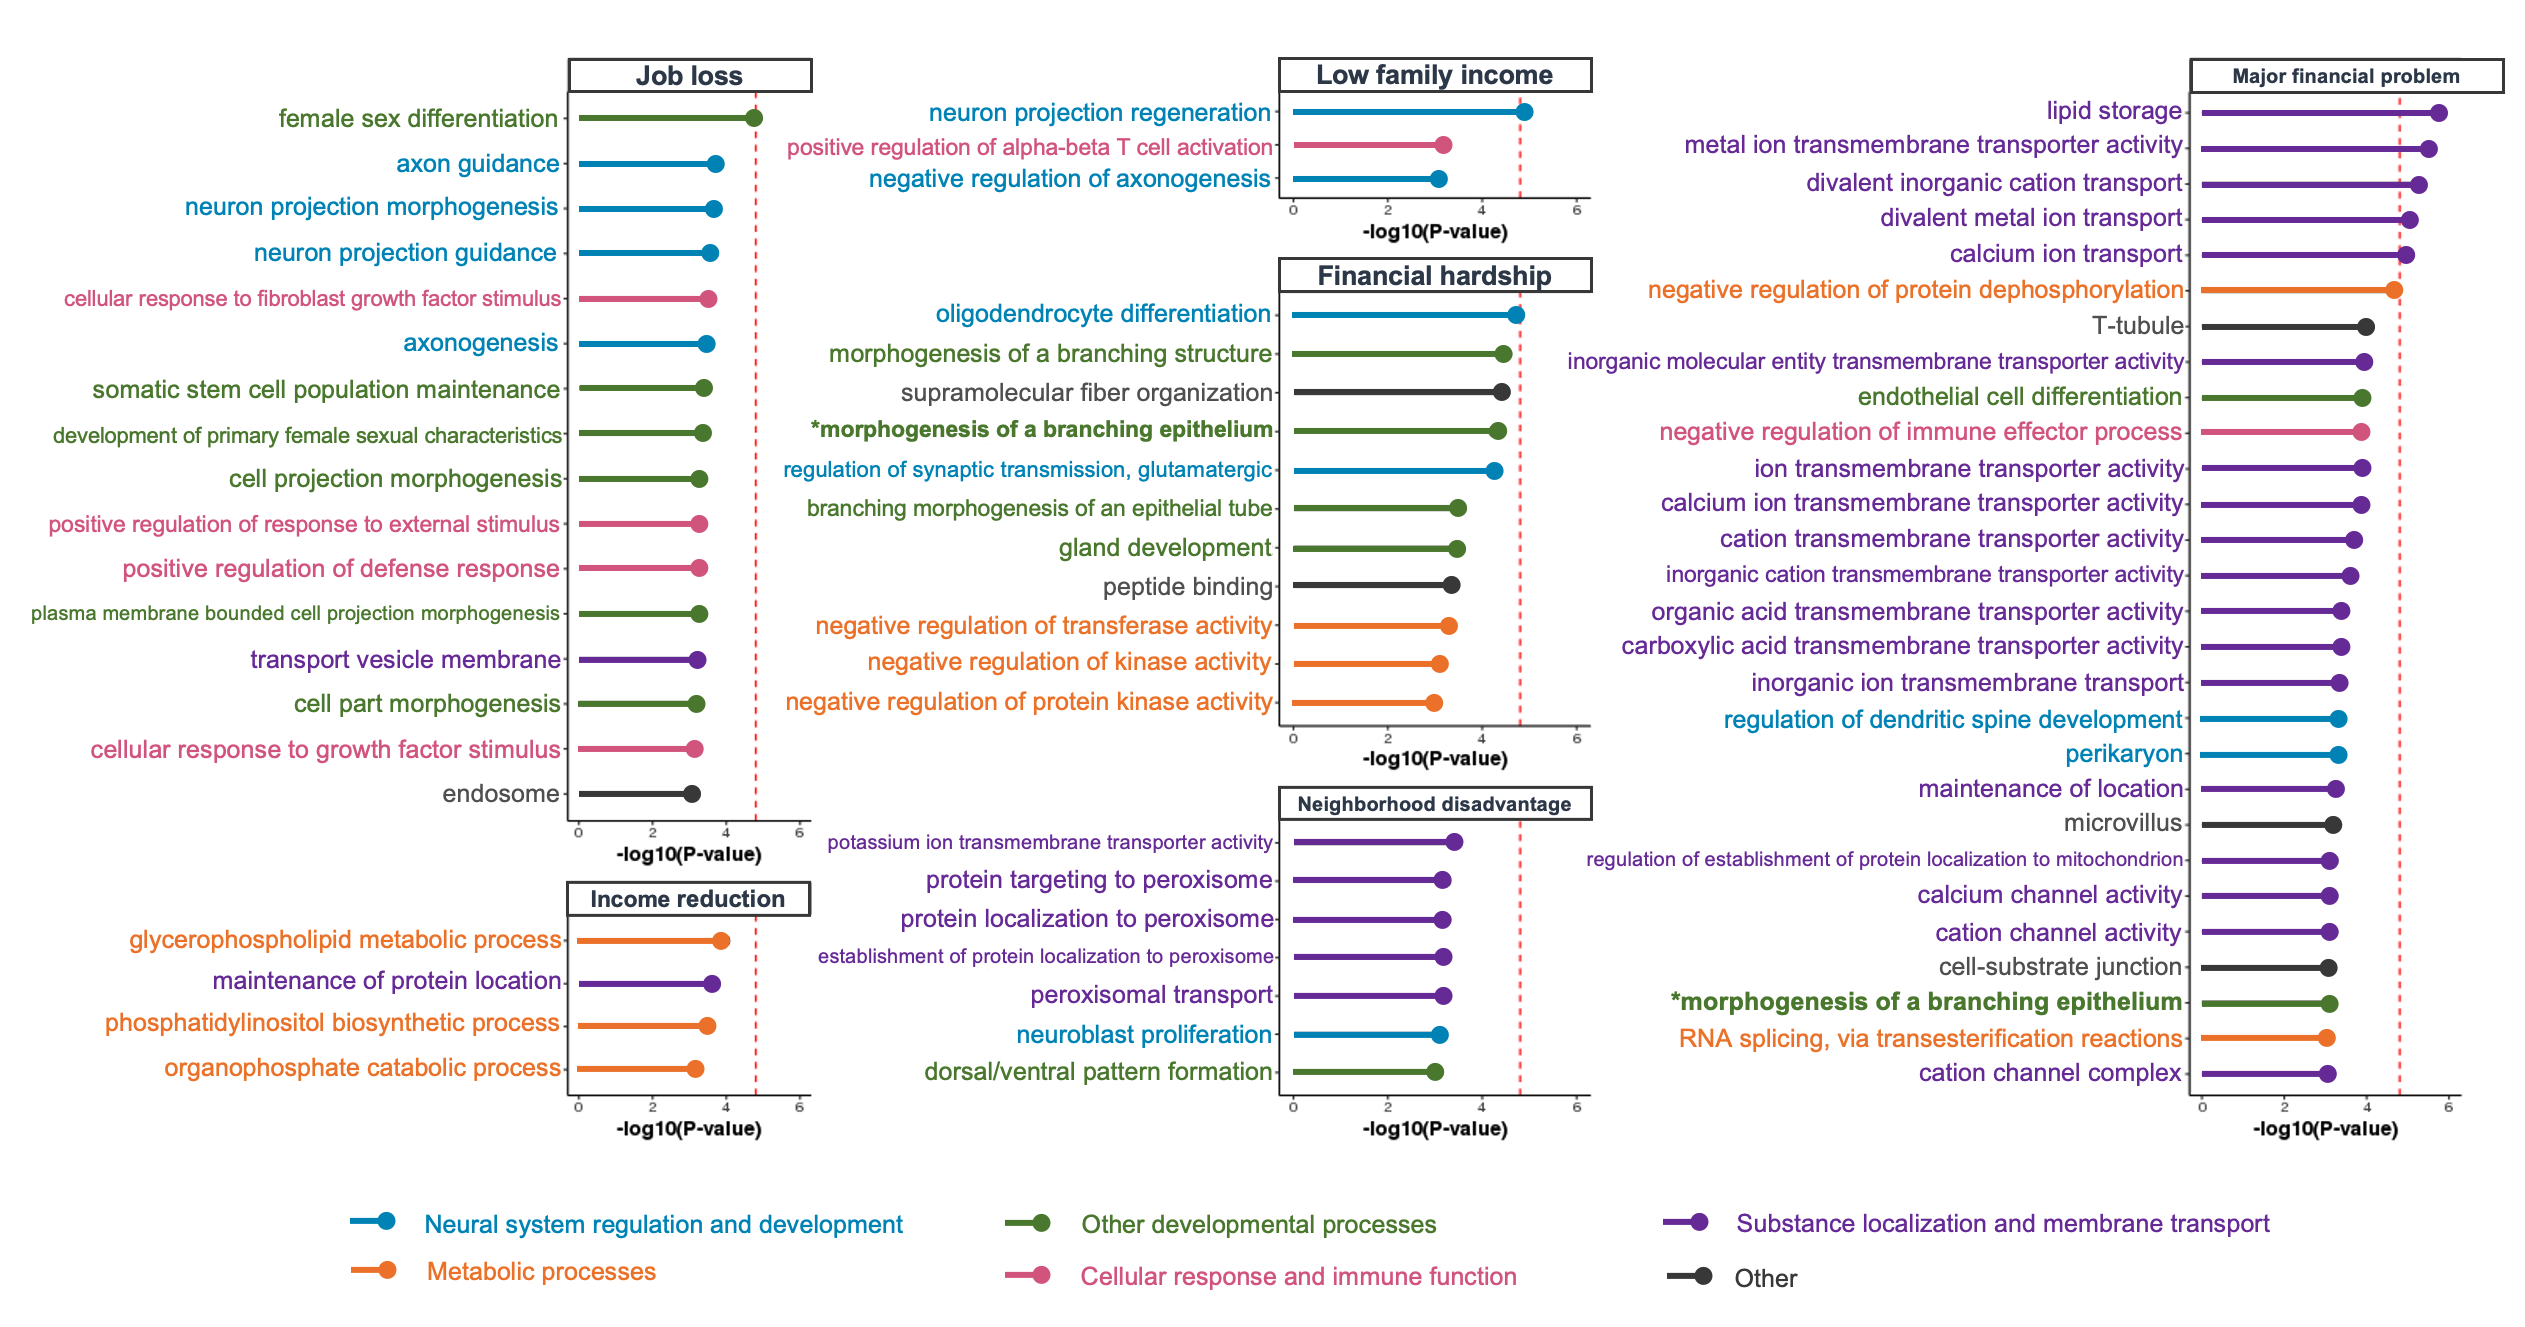 Job loss
female sex differentiation
axon guidance
neuron projection morphogenesis
neuron projection guidance
cellular response to fibroblast growth factor stimulus
axonogenesis
somatic stem cell population maintenance
development of primary female sexual characteristics
cell projection morphogenesis
positive regulation of response to external stimulus
positive regulation of defense response
plasma membrane bounded cell projection morphogenesis
transport vesicle membrane
cell part morphogenesis
cellular response to growth factor stimulus
endosome
0 2 4 6
-log10(P-value)
Income reduction
glycerophospholipid metabolic process
maintenance of protein location
phosphatidylinositol biosynthetic process
organophosphate catabolic process
0 2 4 6
-log10(P-value)
Low family income
neuron projection regeneration
positive regulation of alpha-beta T cell activation
negative regulation of axonogenesis
0 2 4 6
-log10(P-value)
Financial hardship
oligodendrocyte differentiation
morphogenesis of a branching structure
supramolecular fiber organization
*morphogenesis of a branching epithelium
regulation of synaptic transmission, glutamatergic
branching morphogenesis of an epithelial tube
gland development
peptide binding
negative regulation of transferase activity
negative regulation of kinase activity
negative regulation of protein kinase activity
0 2 4 6
-log10(P-value)
Neighborhood disadvantage
potassium ion transmembrane transporter activity
protein targeting to peroxisome
protein localization to peroxisome
establishment of protein localization to peroxisome
peroxisomal transport
neuroblast proliferation
dorsal/ventral pattern formation
0 2 4 6
-log10(P-value)
Major financial problem
lipid storage
metal ion transmembrane transporter activity
divalent inorganic cation transport
divalent metal ion transport
calcium ion transport
negative regulation of protein dephosphorylation
T-tubule
inorganic molecular entity transmembrane transporter activity
endothelial cell differentiation
negative regulation of immune effector process
ion transmembrane transporter activity
calcium ion transmembrane transporter activity
cation transmembrane transporter activity
inorganic cation transmembrane transporter activity
organic acid transmembrane transporter activity
carboxylic acid transmembrane transporter activity
inorganic ion transmembrane transport
regulation of dendritic spine development
perikaryon
maintenance of location
microvillus
regulation of establishment of protein localization to mitochondrion
calcium channel activity
cation channel activity
cell-substrate junction
*morphogenesis of a branching epithelium
RNA splicing, via transesterification reactions
cation channel complex
0 2 4 6
-log10(P-value)
Neural system regulation and development
Other developmental processes
Substance localization and membrane transport
Metabolic processes
Cellular response and immune function
Other